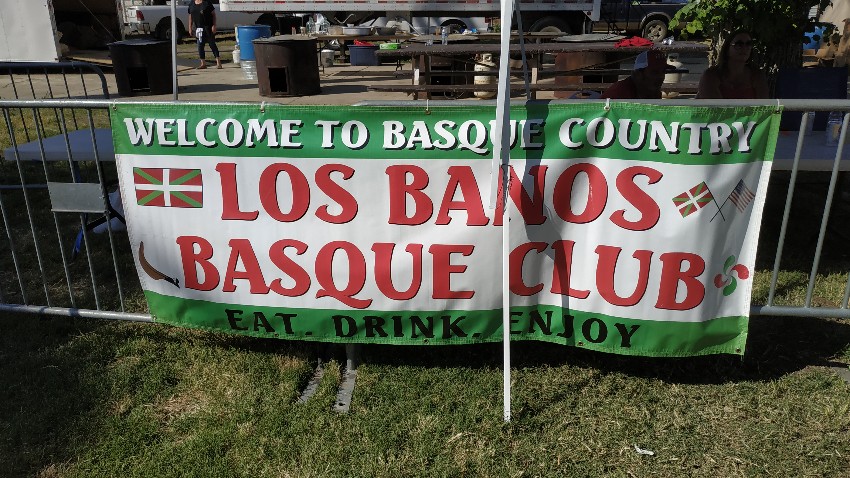 WELCOME TO BASQUE COUNTRY
LOS BANOS
BASQUE CLUB
EAT. DRINK. ENJOY